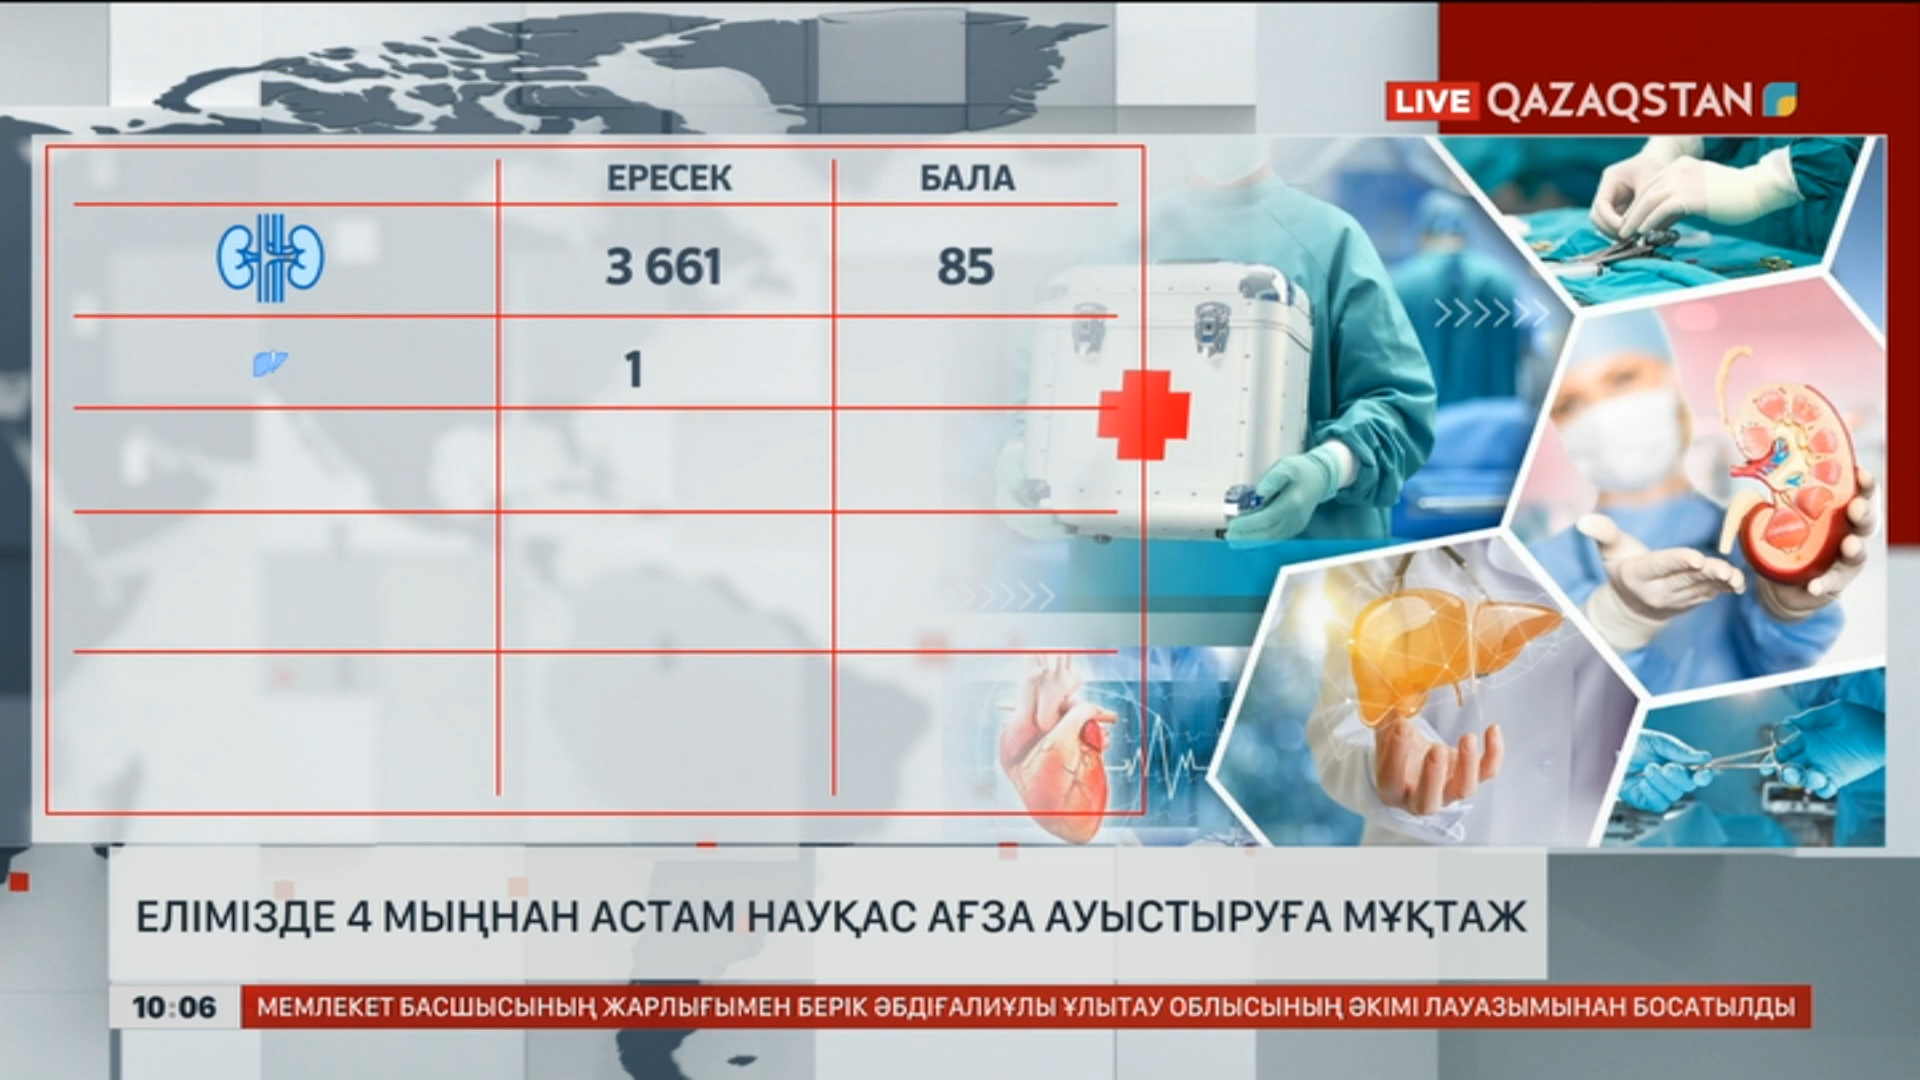 LIVE QAZAQSTAN
ЕРЕСЕК БАЛА
3 661 85
1
ЕЛІМІЗДЕ 4 МЫҢНАН АСТАМ НАУҚАС АҒЗА АУЫСТЫРУҒА МҰҚТАЖ
10:06 МЕМЛЕКЕТ БАСШЫСЫНЫҢ ЖАРЛЫҒЫМЕН БЕРІК ӘБДІҒАЛИҰЛЫ ҰЛЫТАУ ОБЛЫСЫНЫҢ ӘКІМІ ЛАУАЗЫМЫНАН БОСАТЫЛДЫ